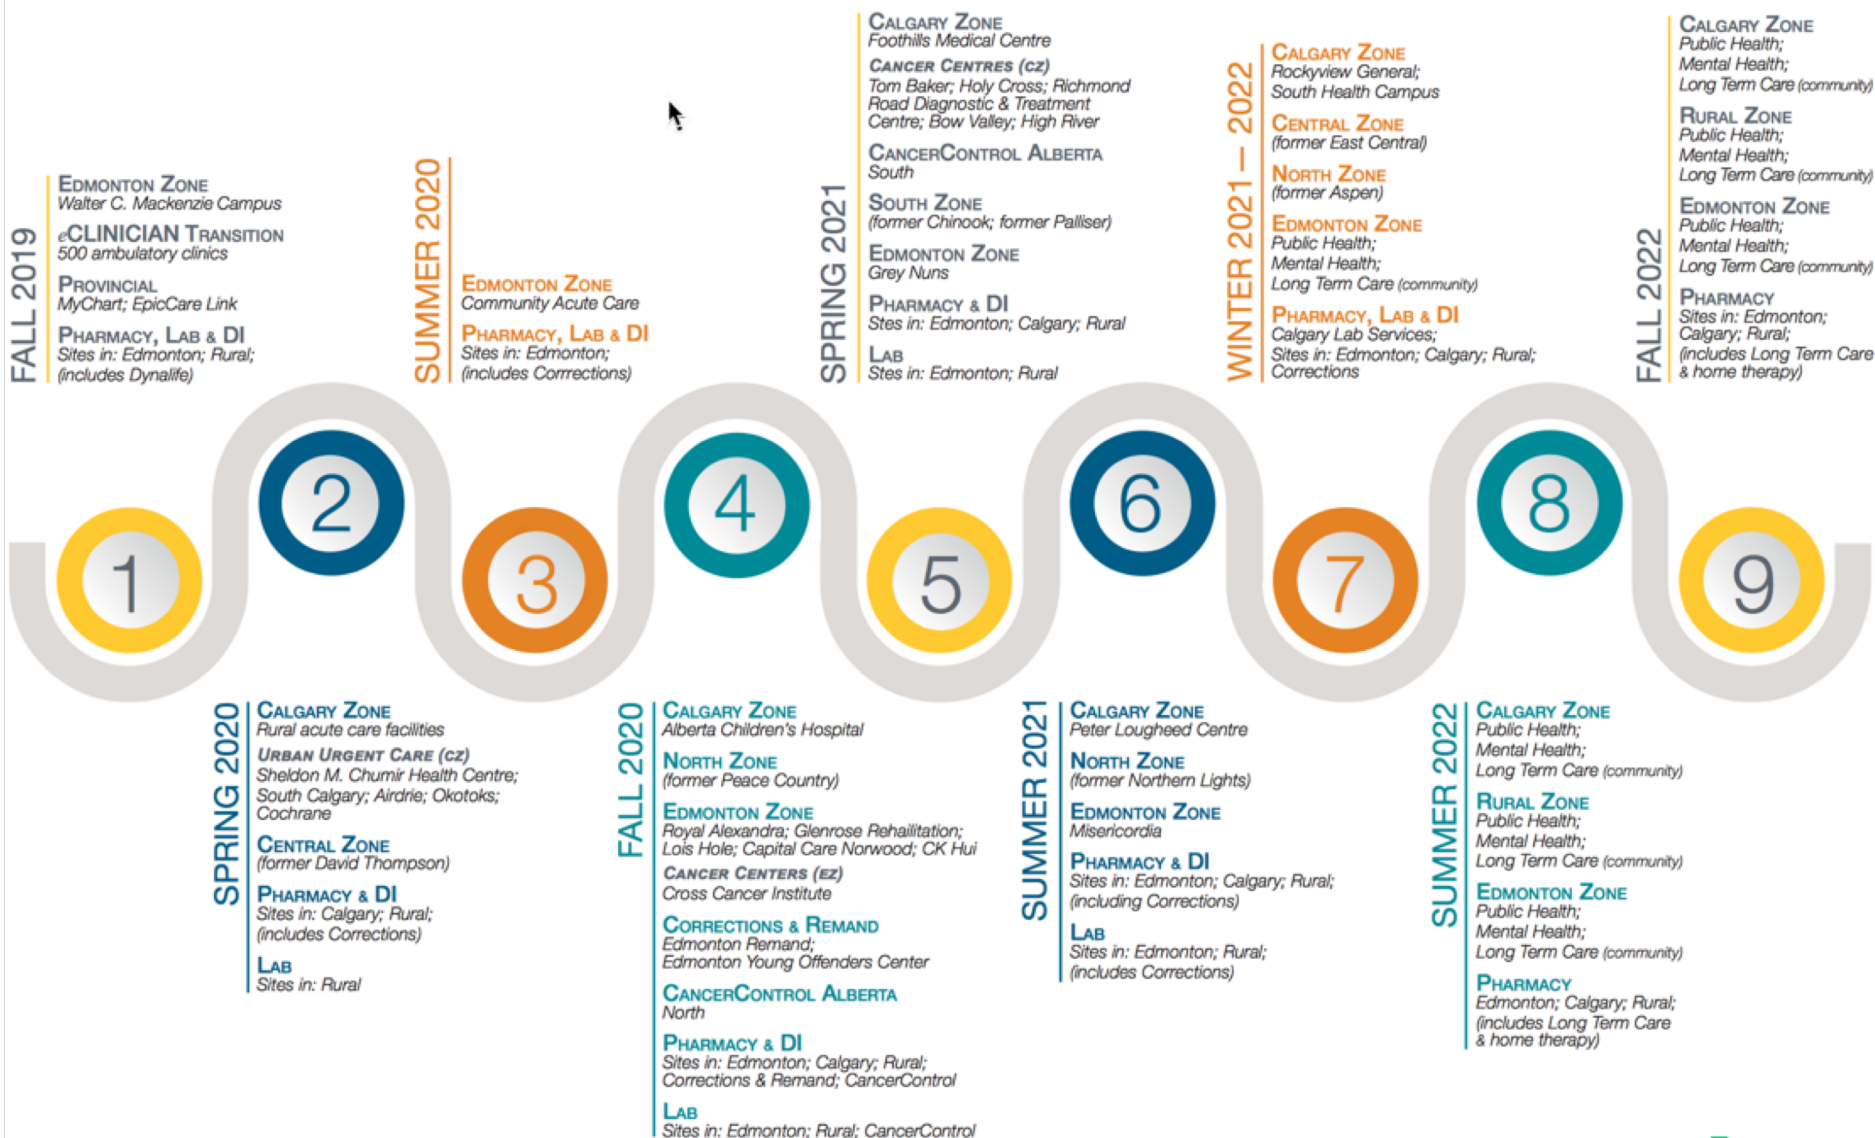 FALL 2019
EDMONTON ZONE
Walter C. Mackenzie Campus
eCLINICIAN TRANSITION
500 ambulatory clinics
PROVINCIAL
MyChart; EpicCare Link
PHARMACY, LAB & DI
Sites in: Edmonton; Rural;
(includes Dynalife)
SUMMER 2020
EDMONTON ZONE
Community Acute Care
PHARMACY, LAB & DI
Sites in: Edmonton;
(includes Corrrections)
SPRING 2021
CALGARY ZONE
Foothills Medical Centre
CANCER CENTRES (CZ)
Tom Baker; Holy Cross; Richmond
Road Diagnostic & Treatment
Centre; Bow Valley; High River
CANCERCONTROL ALBERTA
South
SOUTH ZONE
(former Chinook; former Palliser)
EDMONTON ZONE
Grey Nuns
PHARMACY & DI
Stes in: Edmonton; Calgary; Rural
LAB
Stes in: Edmonton; Rural
WINTER 2021 — 2022
CALGARY ZONE
Rockyview General;
South Health Campus
CENTRAL ZONE
(former East Central)
NORTH ZONE
(former Aspen)
EDMONTON ZONE
Public Health;
Mental Health;
Long Term Care (community)
PHARMACY, LAB & DI
Calgary Lab Services;
Sites in: Edmonton; Calgary; Rural;
Corrections
FALL 2022
CALGARY ZONE
Public Health;
Mental Health;
Long Term Care (community)
RURAL ZONE
Public Health;
Mental Health;
Long Term Care (community)
EDMONTON ZONE
Public Health;
Mental Health;
Long Term Care (community)
PHARMACY
Sites in: Edmonton;
Calgary; Rural;
(includes Long Term Care
& home therapy)
1
2
3
4
5
6
7
8
9
SPRING 2020
CALGARY ZONE
Rural acute care facilities
URBAN URGENT CARE (CZ)
Sheldon M. Chumir Health Centre;
South Calgary; Airdrie; Okotoks;
Cochrane
CENTRAL ZONE
(former David Thompson)
PHARMACY & DI
Sites in: Calgary; Rural;
(includes Corrections)
LAB
Sites in: Rural
FALL 2020
CALGARY ZONE
Alberta Children's Hospital
NORTH ZONE
(former Peace Country)
EDMONTON ZONE
Royal Alexandra; Glenrose Rehailitation;
Lois Hole; Capital Care Norwood; CK Hui
CANCER CENTERS (EZ)
Cross Cancer Institute
CORRECTIONS & REMAND
Edmonton Remand;
Edmonton Young Offenders Center
CANCERCONTROL ALBERTA
North
PHARMACY & DI
Sites in: Edmonton; Calgary; Rural;
Corrections & Remand; CancerControl
LAB
Sites in: Edmonton; Rural; CancerControl
SUMMER 2021
CALGARY ZONE
Peter Lougheed Centre
NORTH ZONE
(former Northern Lights)
EDMONTON ZONE
Misericordia
PHARMACY & DI
Sites in: Edmonton; Calgary; Rural;
(including Corrections)
LAB
Sites in: Edmonton; Rural;
(includes Corrections)
SUMMER 2022
CALGARY ZONE
Public Health;
Mental Health;
Long Term Care (community)
RURAL ZONE
Public Health;
Mental Health;
Long Term Care (community)
EDMONTON ZONE
Public Health;
Mental Health;
Long Term Care (community)
PHARMACY
Edmonton; Calgary; Rural;
(includes Long Term Care
& home therapy)